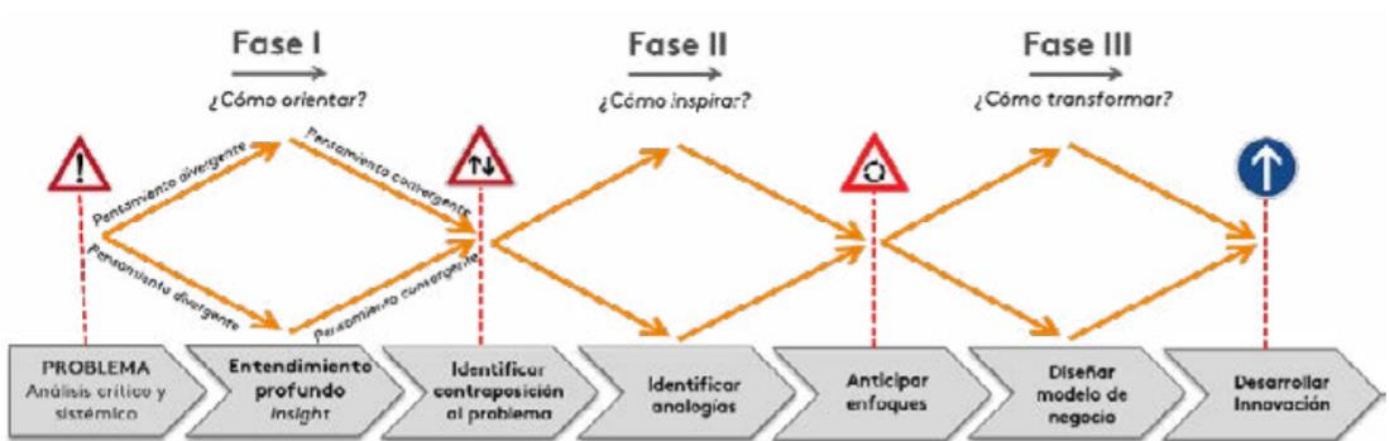 Fase I
¿Cómo orientar?
Fase II
¿Cómo inspirar?
Fase III
¿Cómo transformar?
!
Pensamiento divergente
Pensamiento convergente
Pensamiento divergente
Pensamiento convergente
PROBLEMA
Análisis crítico y
sistémico
Entendimiento
profundo
Insight
Identificar
contraposición
al problema
Identificar
analogías
Anticipar
enfoques
Diseñar
modelo de
negocio
Desarrollar
Innovación